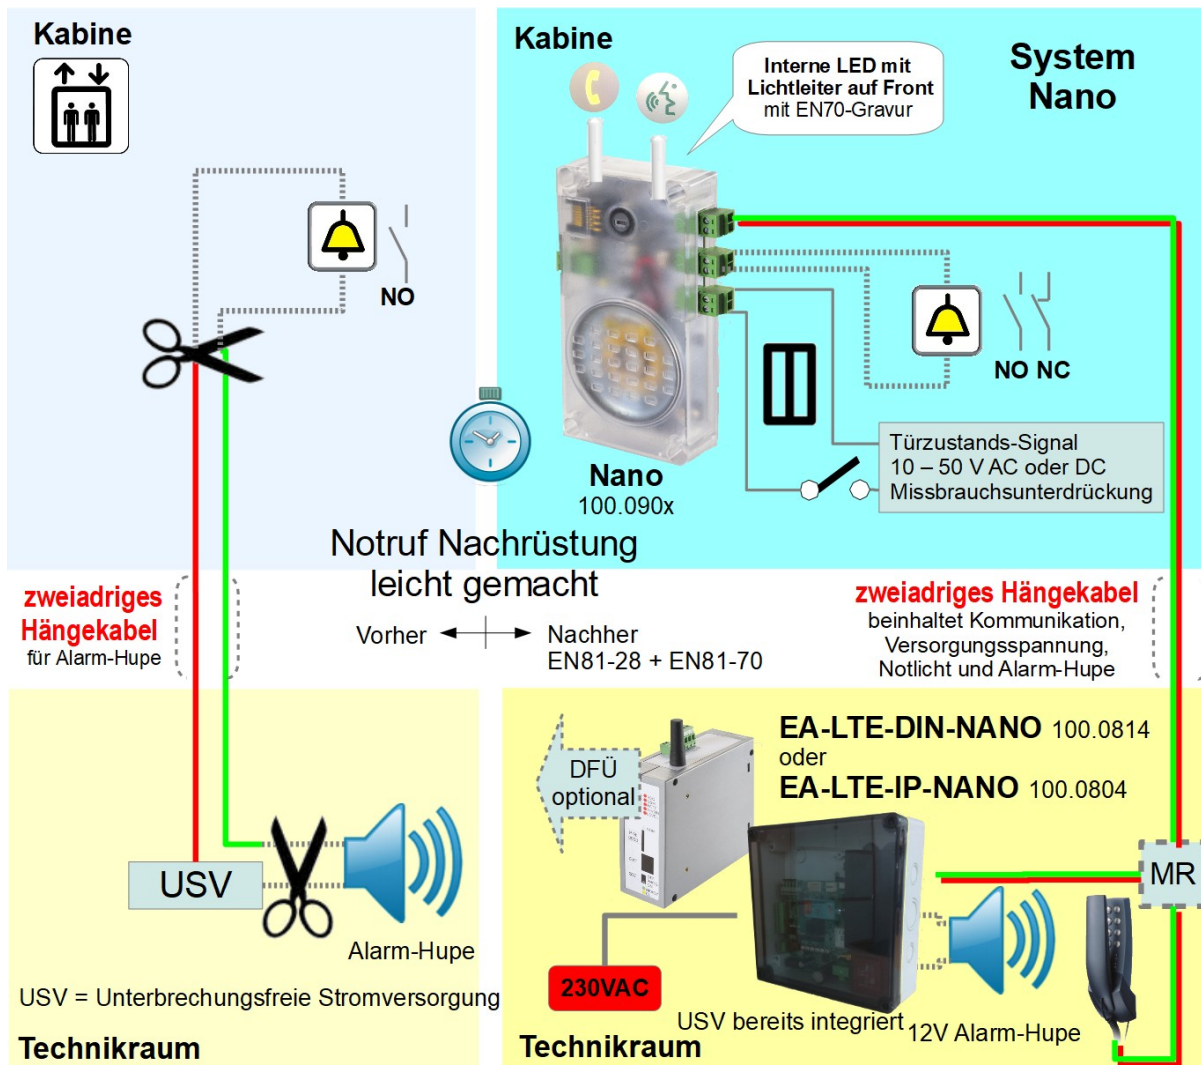 Kabine
NO
Kabine
System
Nano
Interne LED mit
Lichtleiter auf Front
mit EN70-Gravur
NO NC
Türzustands-Signal
10 – 50 V AC oder DC
Missbrauchsunterdrückung
Nano
100.090x
Notruf Nachrüstung
leicht gemacht
Vorher
Nachher
EN81-28 + EN81-70
zweiadriges
Hängekabel
für Alarm-Hupe
zweiadriges Hängekabel
beinhaltet Kommunikation,
Versorgungsspannung,
Notlicht und Alarm-Hupe
USV
Alarm-Hupe
USV = Unterbrechungsfreie Stromversorgung
Technikraum
DFÜ
optional
EA-LTE-DIN-NANO 100.0814
oder
EA-LTE-IP-NANO 100.0804
MR
230VAC
USV bereits integriert
12V Alarm-Hupe
Technikraum